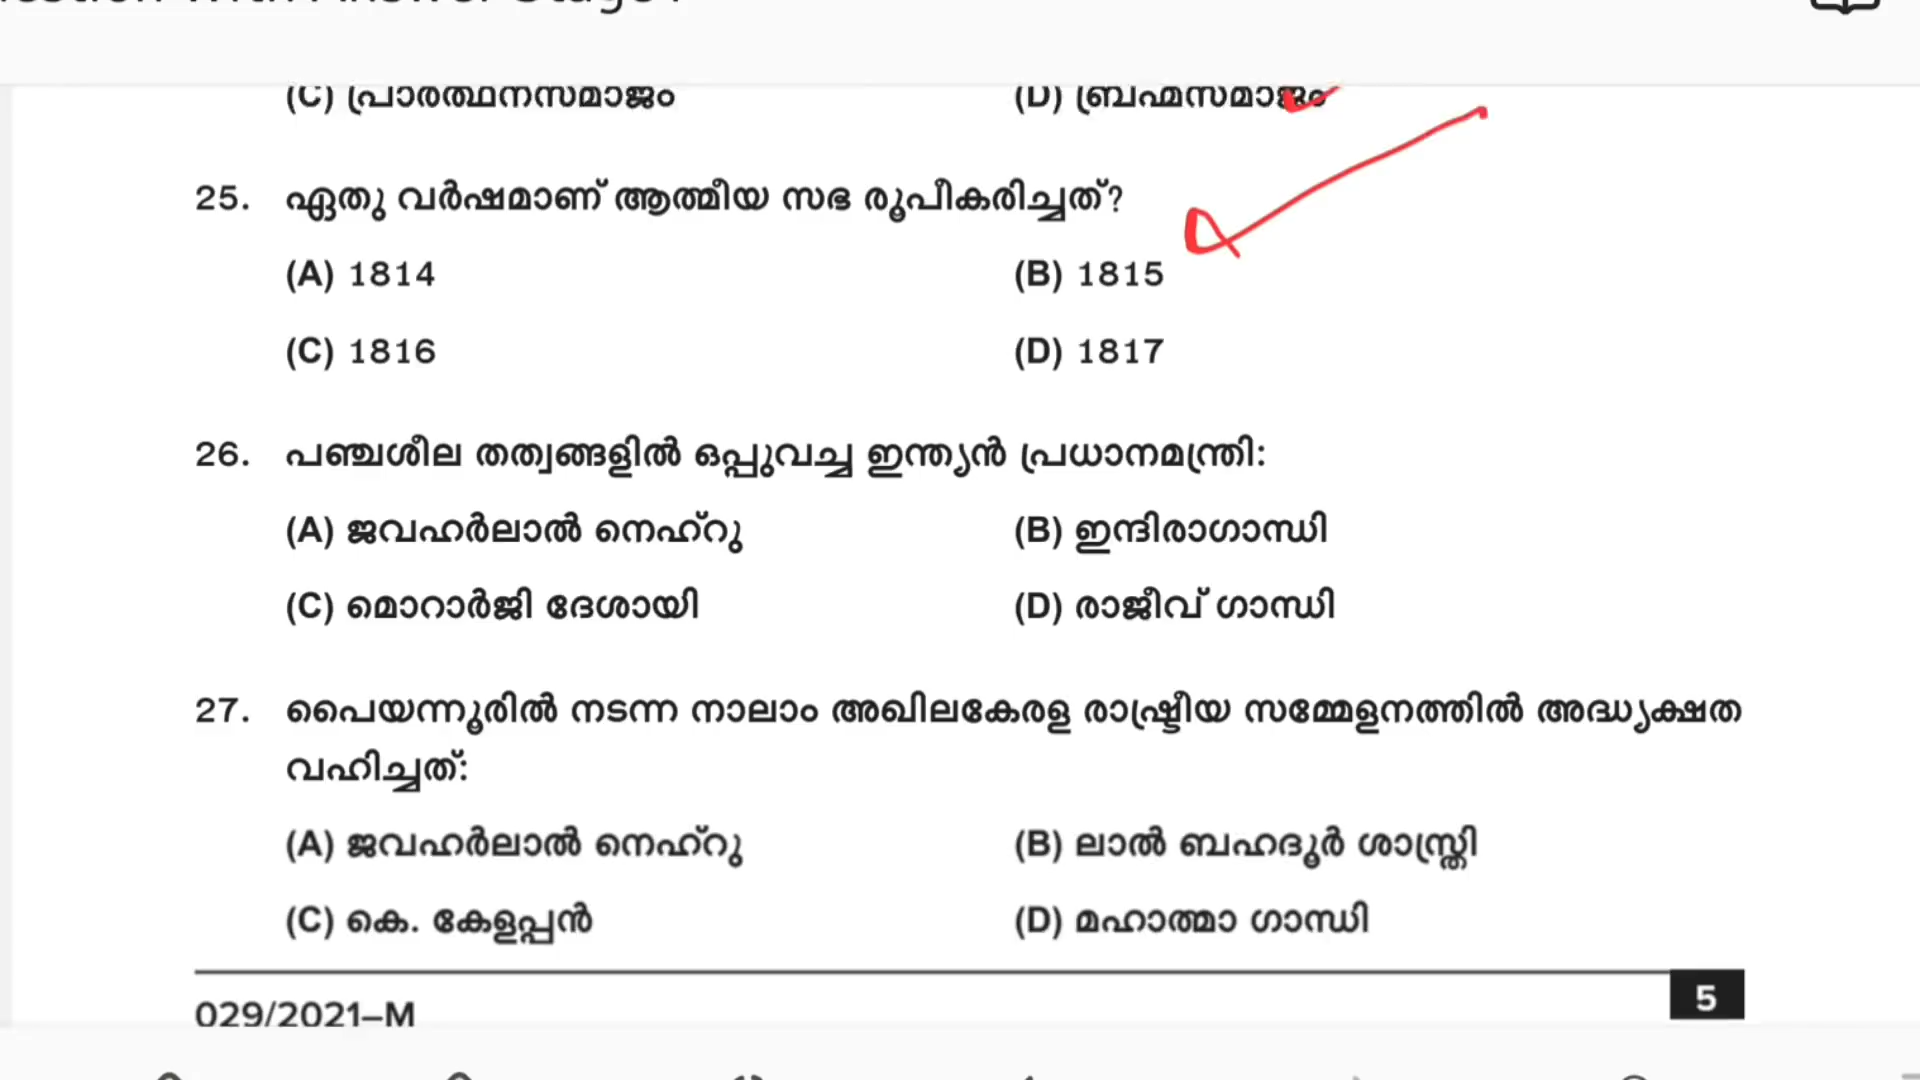 (C) പ്രാർത്ഥനസമാജം (D) ബ്രഹ്മസമാജം
25. ഏതു വർഷമാണ് ആത്മീയ സഭ രൂപീകരിച്ചത്?
(A) 1814 (B) 1815
(C) 1816 (D) 1817
26. പഞ്ചശീല തത്വങ്ങളിൽ ഒപ്പുവച്ച ഇന്ത്യൻ പ്രധാനമന്ത്രി:
(A) ജവഹർലാൽ നെഹ്റു (B) ഇന്ദിരാഗാന്ധി
(C) മൊറാർജി ദേശായി (D) രാജീവ് ഗാന്ധി
27. പൈയന്നൂരിൽ നടന്ന നാലാം അഖിലകേരള രാഷ്ട്രീയ സമ്മേളനത്തിൽ അദ്ധ്യക്ഷത
വഹിച്ചത്:
(A) ജവഹർലാൽ നെഹ്റു (B) ലാൽ ബഹദൂർ ശാസ്ത്രി
(C) കെ. കേളപ്പൻ (D) മഹാത്മാ ഗാന്ധി
029/2021–M 5